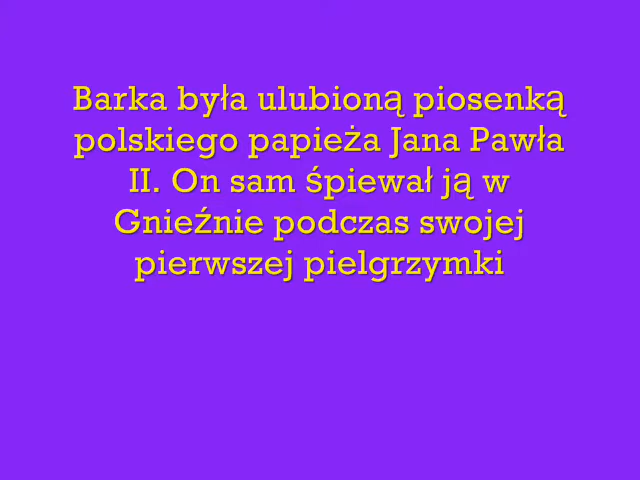 Barka była ulubioną piosenką
polskiego papieża Jana Pawła
II. On sam śpiewał ją w
Gnieźnie podczas swojej
pierwszej pielgrzymki